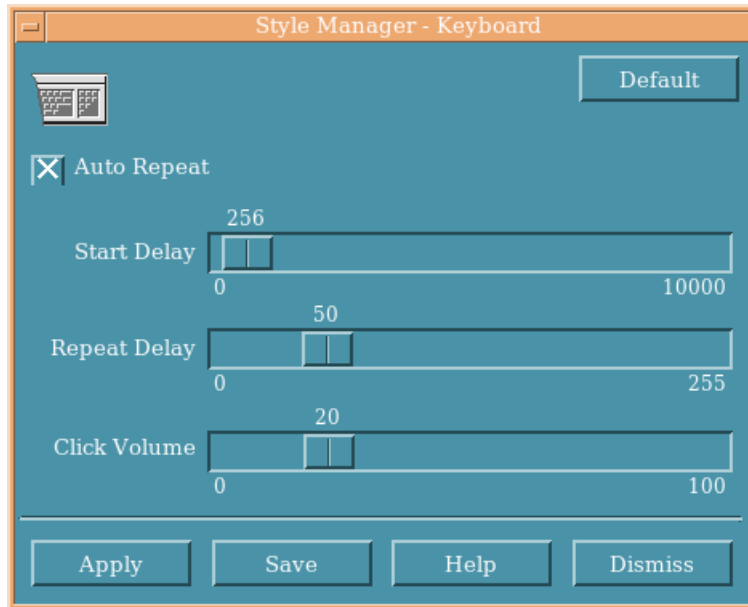 Style Manager - Keyboard
Default
Auto Repeat
256
Start Delay
0 10000
50
Repeat Delay
0 255
20
Click Volume
0 100
Apply Save Help Dismiss